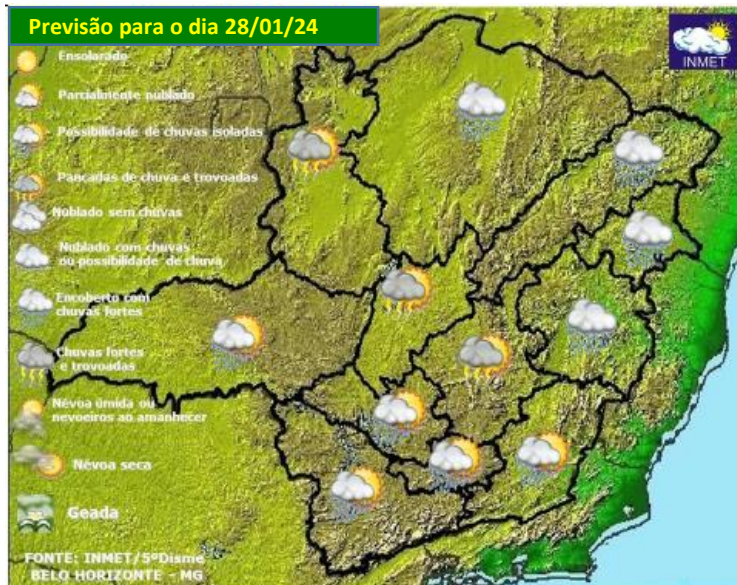 Previsão para o dia 28/01/24
INMET
Ensolarado
Parcialmente nublado
Possibilidade de chuvas isoladas
Pancadas de chuva e trovoadas
Nublado sem chuvas
Nublado com chuvas
ou possibilidade de chuva
Encoberto com
chuvas fortes
Chuvas fortes
e trovoadas
Névoa úmida ou
nevoeiros ao amanhecer
Névoa seca
Geada
FONTE: INMET/5ºDisme
BELO HORIZONTE - MG